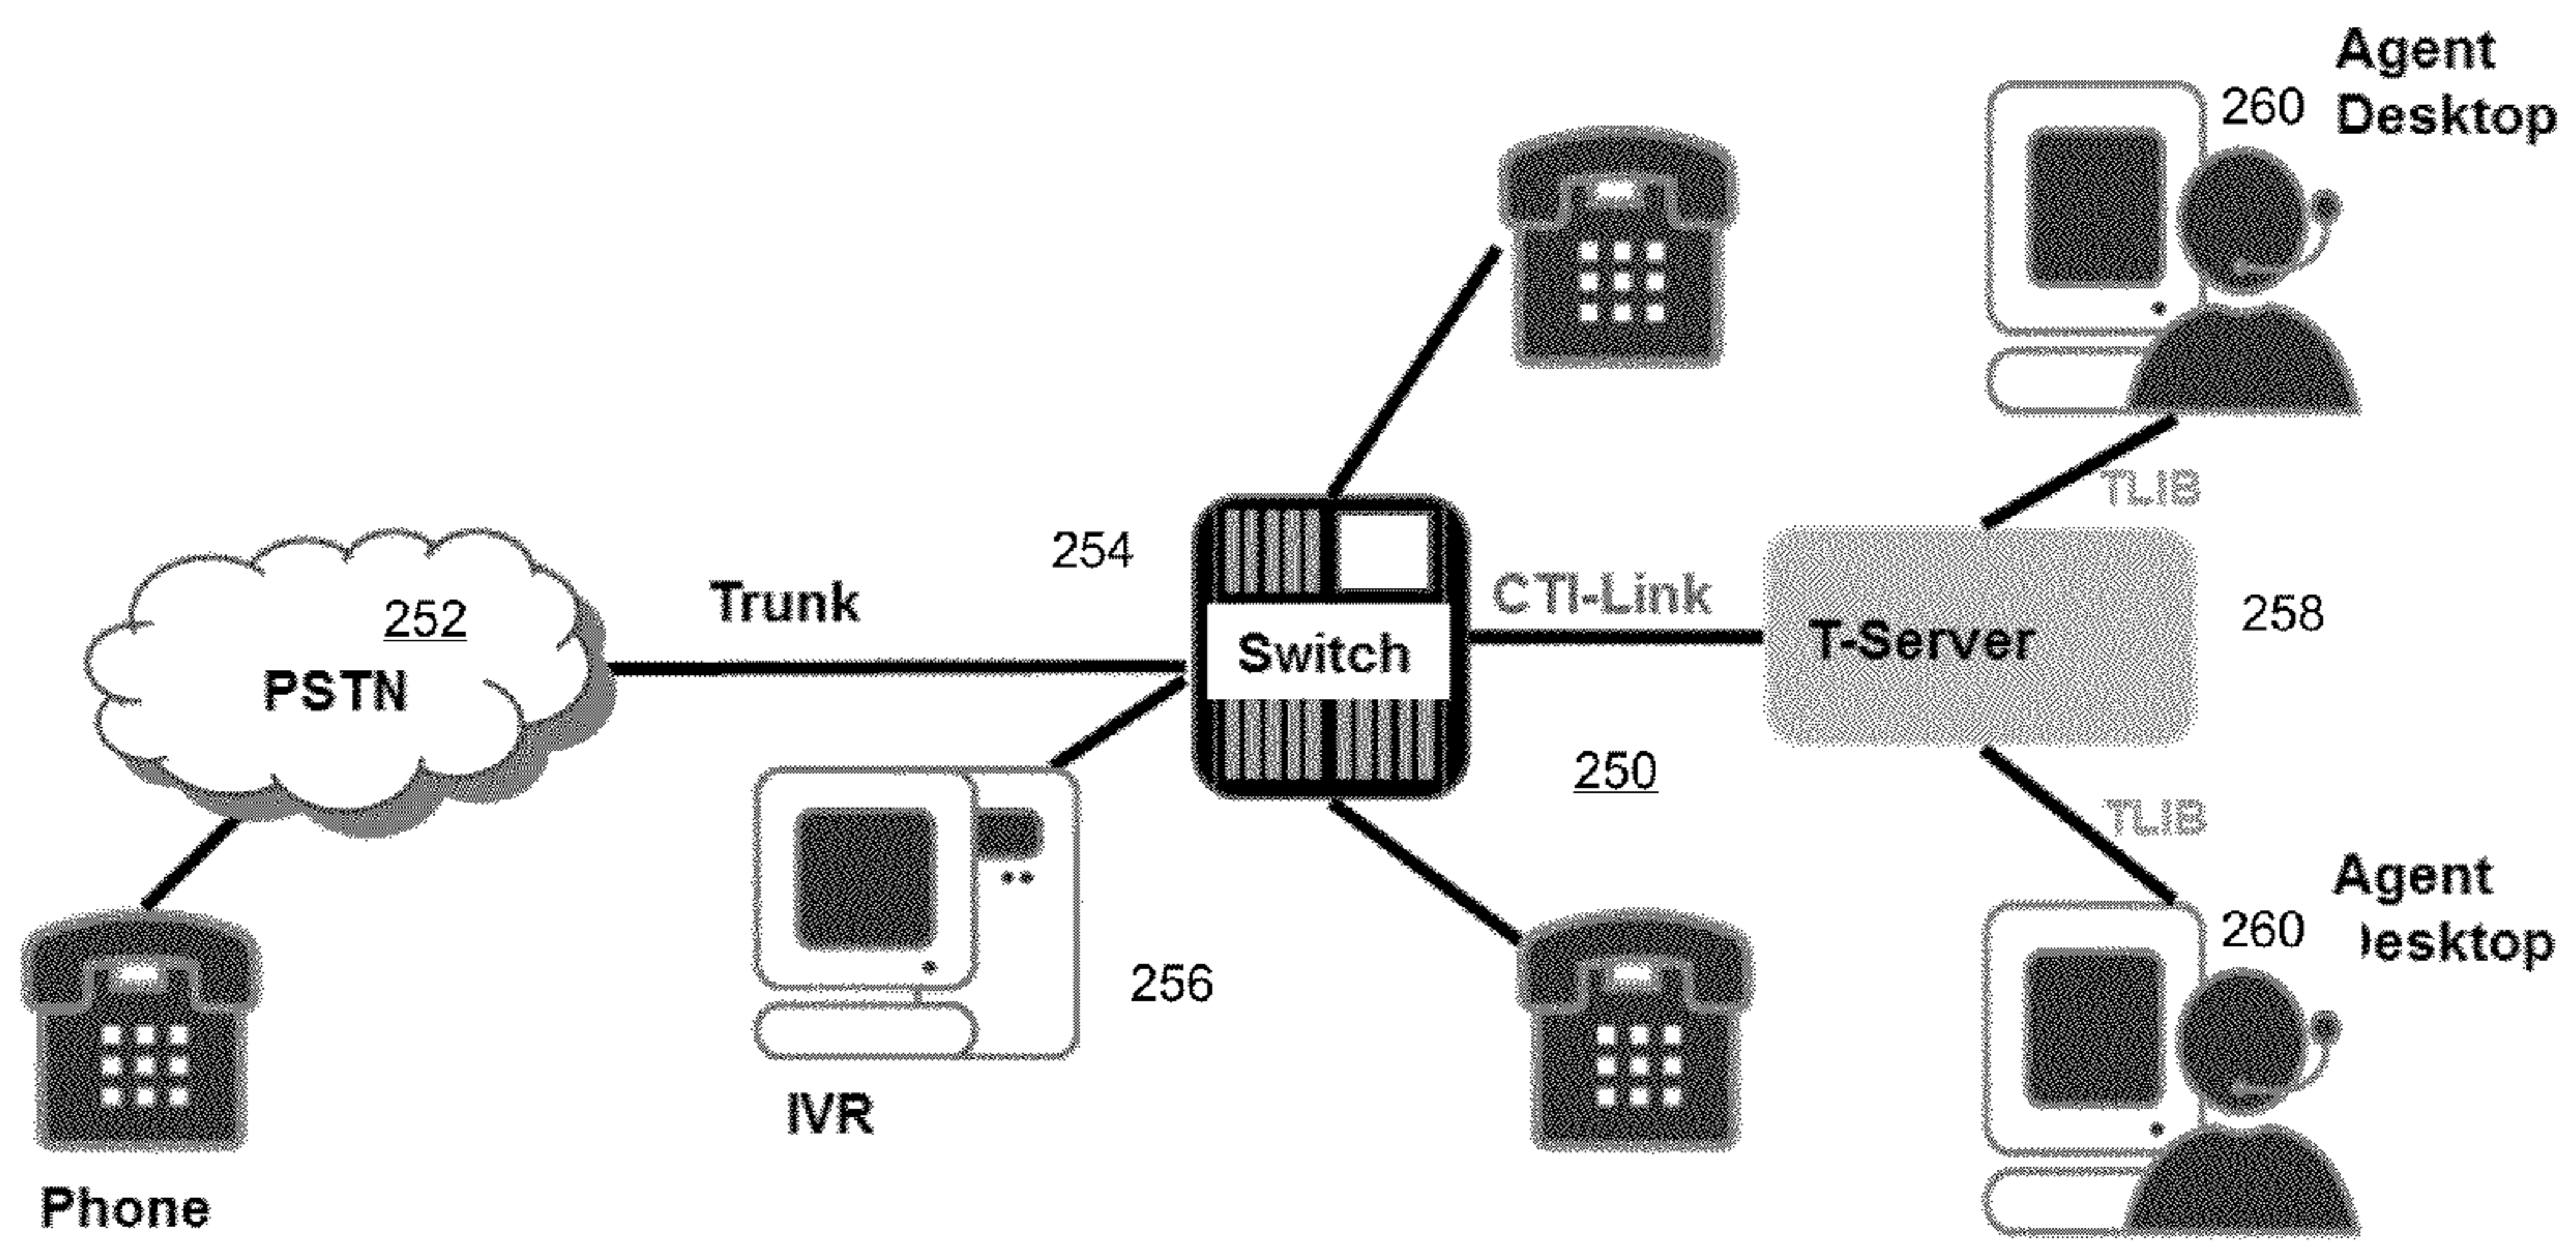 Agent
260
Desktop
254
Trunk
252
PSTN
Switch
CTI-Link
TLIB
T-Server
258
250
TLIB
Agent
260
esktop
256
IVR
Phone